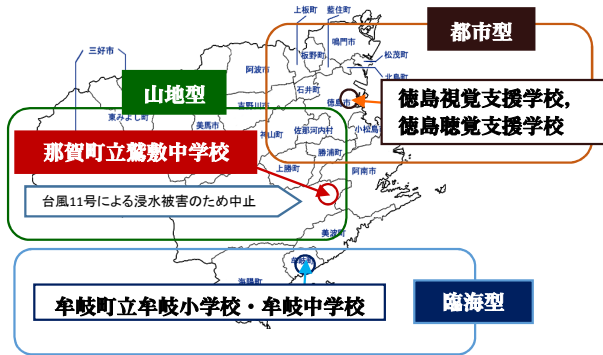 上板町
藍住町
都市型
鳴門市
三好市
松茂町
板野町
北島町
阿波市
山地型
石井町
徳島市
徳島視覚支援学校,
徳島聴覚支援学校
吉野川市
東みよし町
美馬市
神山町
佐那河内村
小松島市
那賀町立鷲敷中学校
勝浦町
上勝町
阿南市
台風11号による浸水被害のため中止
美波町
牟岐町
海陽町
臨海型
牟岐町立牟岐小学校・牟岐中学校